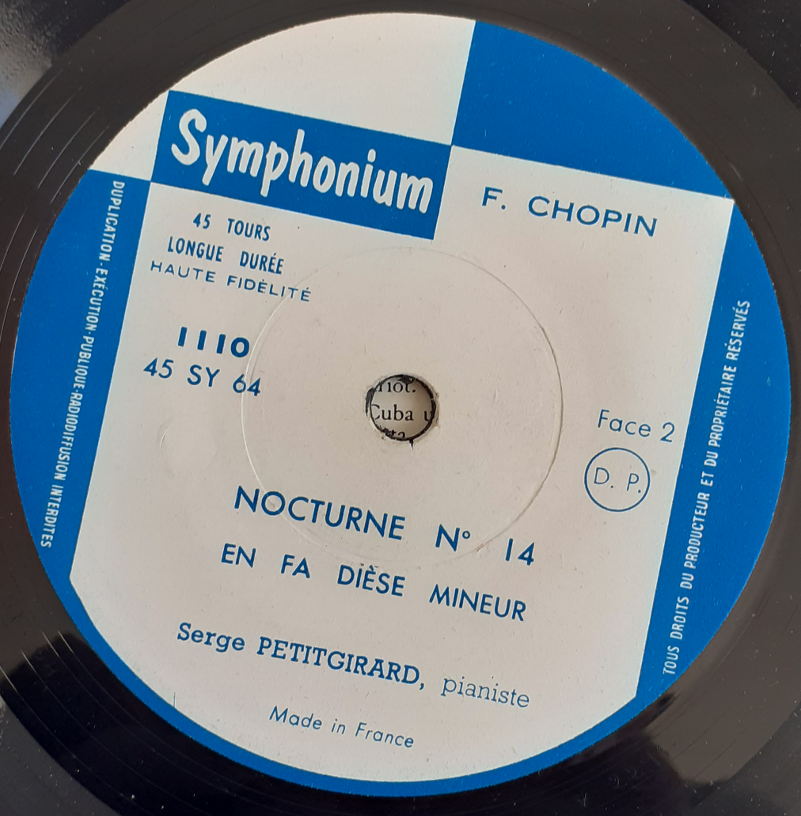 Symphonium
F. CHOPIN
45 TOURS
LONGUE DURÉE
HAUTE FIDÉLITÉ
1110
45 SY 64
Face 2
D. P.
Cuba
NOCTURNE N° 14
EN FA DIÈSE MINEUR
Serge PETITGIRARD, pianiste
Made in France
DUPLICATION·EXÉCUTION·PUBLIQUE·RADIODIFFUSION INTERDITES
TOUS DROITS DU PRODUCTEUR ET DU PROPRIÉTAIRE RÉSERVÉS